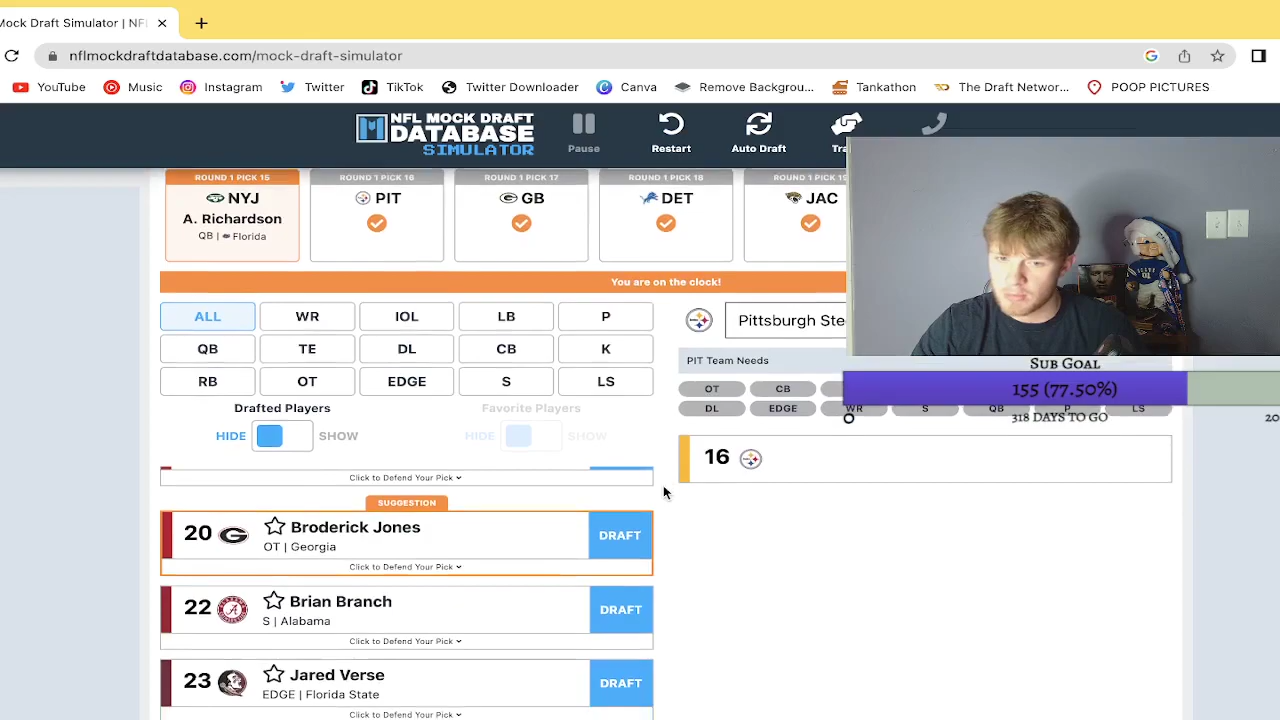 Mock Draft Simulator | NF
nflmockdraftdatabase.com/mock-draft-simulator
YouTube Music Instagram Twitter TikTok Twitter Downloader Canva Remove Backgrou... Tankathon The Draft Networ... POOP PICTURES
NFL MOCK DRAFT
DATABASE
SIMULATOR
Pause Restart Auto Draft Tra
ROUND 1 PICK 15 ROUND 1 PICK 16 ROUND 1 PICK 17 ROUND 1 PICK 18 ROUND 1 PICK 19
NYJ PIT GB DET JAC
A. Richardson
QB | Florida
You are on the clock!
ALL WR IOL LB P
QB TE DL CB K
RB OT EDGE S LS
Pittsburgh Ste
PIT Team Needs
OT CB
DL EDGE WR S QB P LS
SUB GOAL
155 (77.50%)
318 DAYS TO GO
0
20
Drafted Players Favorite Players
HIDE SHOW HIDE SHOW
16
Click to Defend Your Pick
SUGGESTION
20 G Broderick Jones DRAFT
OT | Georgia
Click to Defend Your Pick
22 Brian Branch DRAFT
S | Alabama
Click to Defend Your Pick
23 Jared Verse DRAFT
EDGE | Florida State
Click to Defend Your Pick